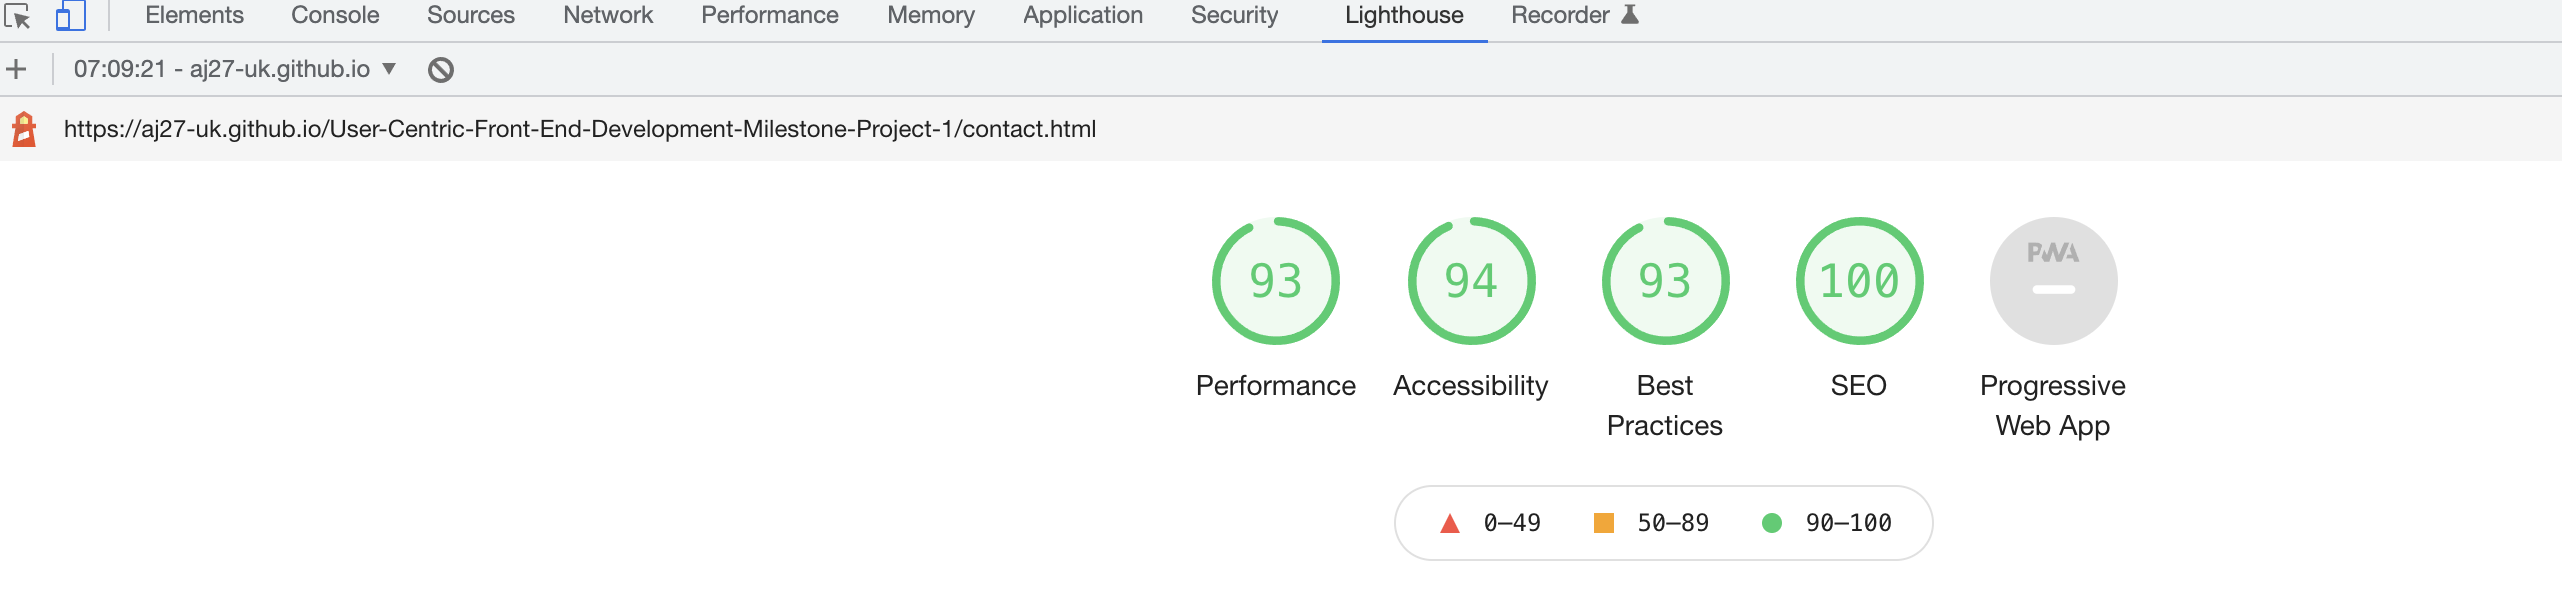 Elements Console Sources Network Performance Memory Application Security Lighthouse Recorder
07:09:21 - aj27-uk.github.io
https://aj27-uk.github.io/User-Centric-Front-End-Development-Milestone-Project-1/contact.html
93 94 93 100 PWA
Performance Accessibility Best Practices SEO Progressive Web App
0–49 50–89 90–100